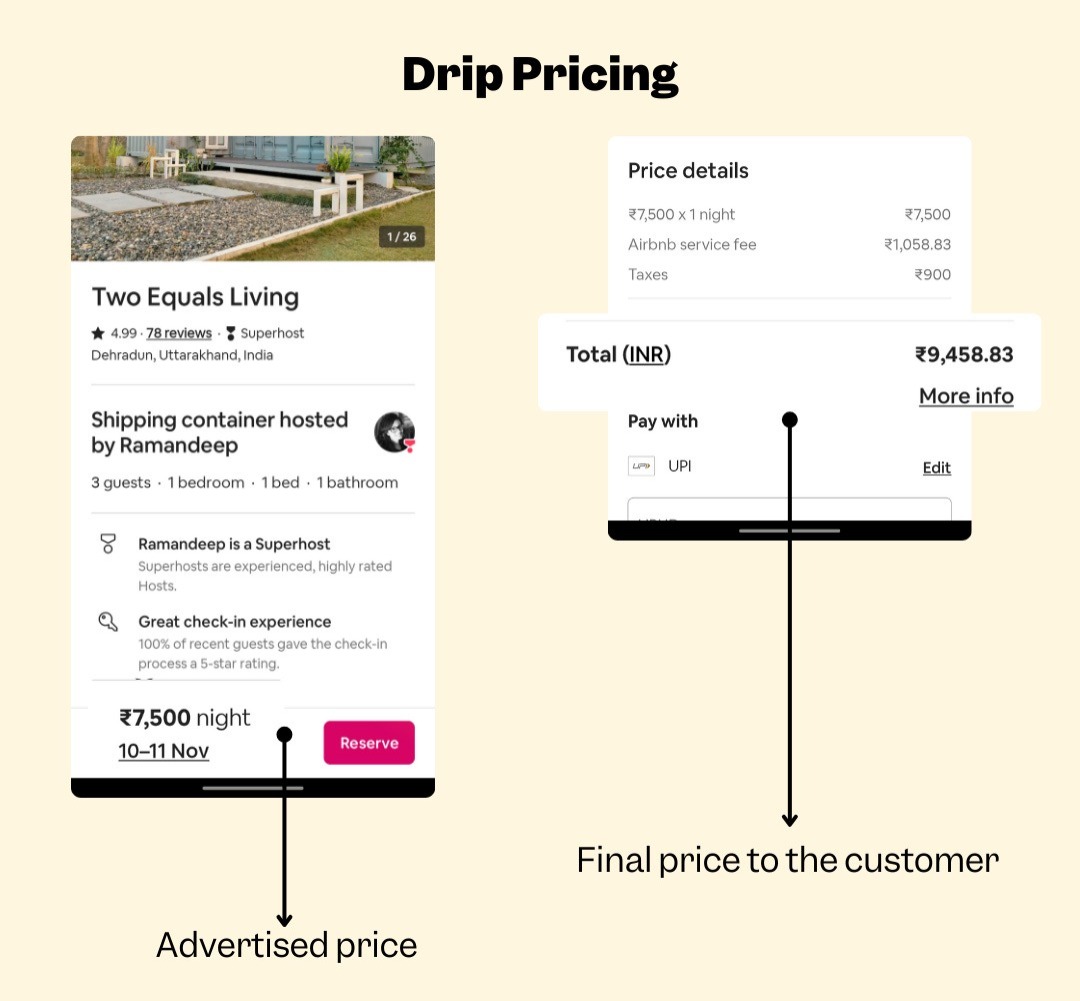 Drip Pricing
1 / 26
Two Equals Living
4.99 · 78 reviews · Superhost
Dehradun, Uttarakhand, India
Shipping container hosted
by Ramandeep
3 guests · 1 bedroom · 1 bed · 1 bathroom
Ramandeep is a Superhost
Superhosts are experienced, highly rated
Hosts.
Great check-in experience
100% of recent guests gave the check-in
process a 5-star rating.
₹7,500 night
10–11 Nov
Reserve
Advertised price
Price details
₹7,500 x 1 night ₹7,500
Airbnb service fee ₹1,058.83
Taxes ₹900
Total (INR) ₹9,458.83
More info
Pay with
UPI UPI
Edit
Final price to the customer